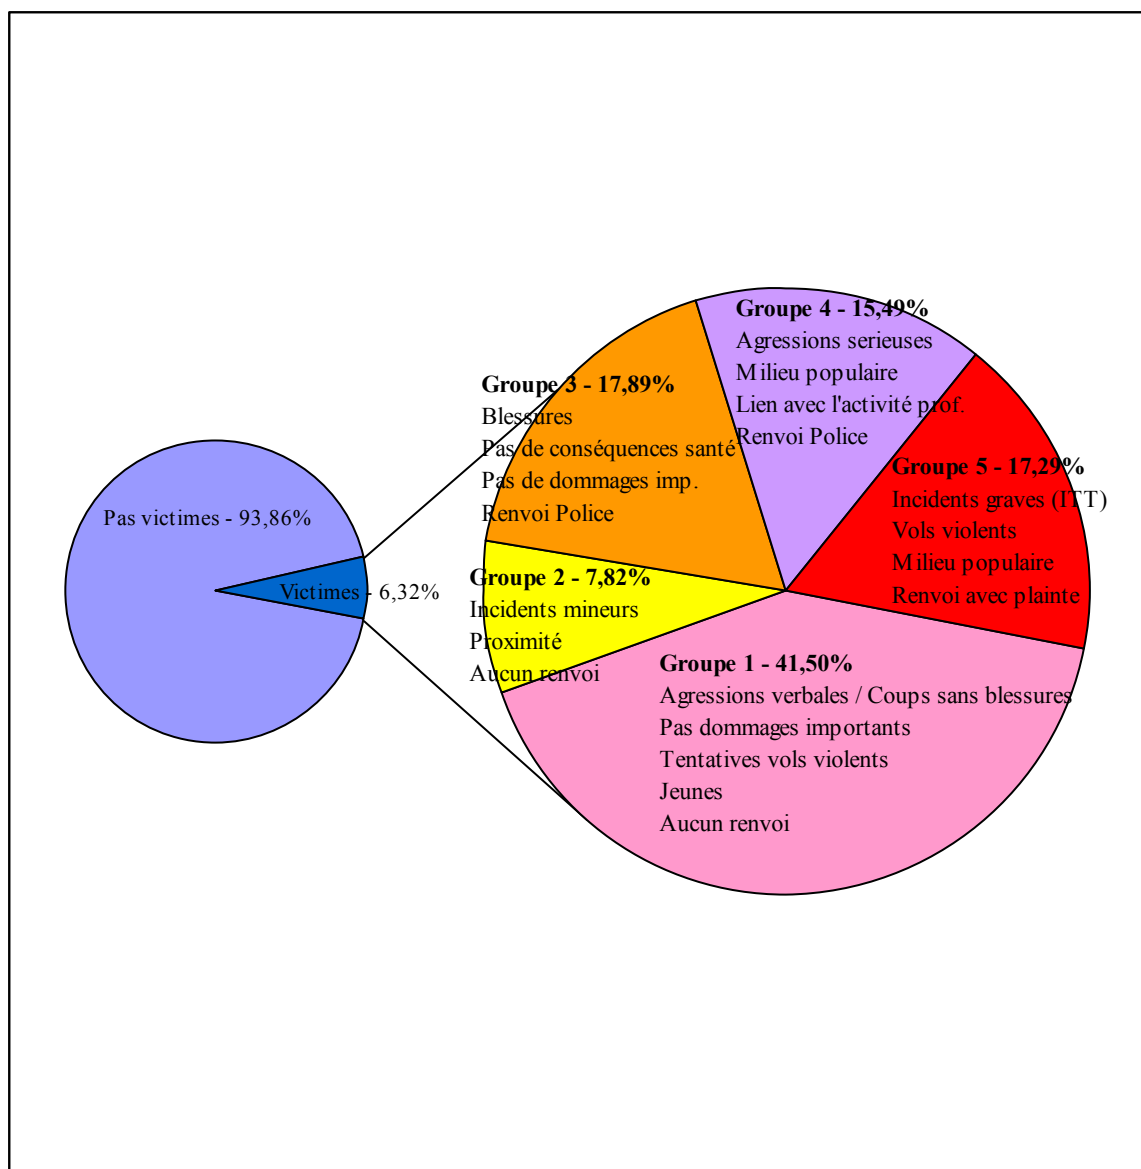 Pas victimes - 93,86%
Victimes - 6,32%
Groupe 3 - 17,89%
Blessures
Pas de conséquences santé
Pas de dommages imp.
Renvoi Police
Groupe 4 - 15,49%
Agressions serieuses
Milieu populaire
Lien avec l'activité prof.
Renvoi Police
Groupe 5 - 17,29%
Incidents graves (ITT)
Vols violents
Milieu populaire
Renvoi avec plainte
Groupe 2 - 7,82%
Incidents mineurs
Proximité
Aucun renvoi
Groupe 1 - 41,50%
Agressions verbales / Coups sans blessures
Pas dommages importants
Tentatives vols violents
Jeunes
Aucun renvoi